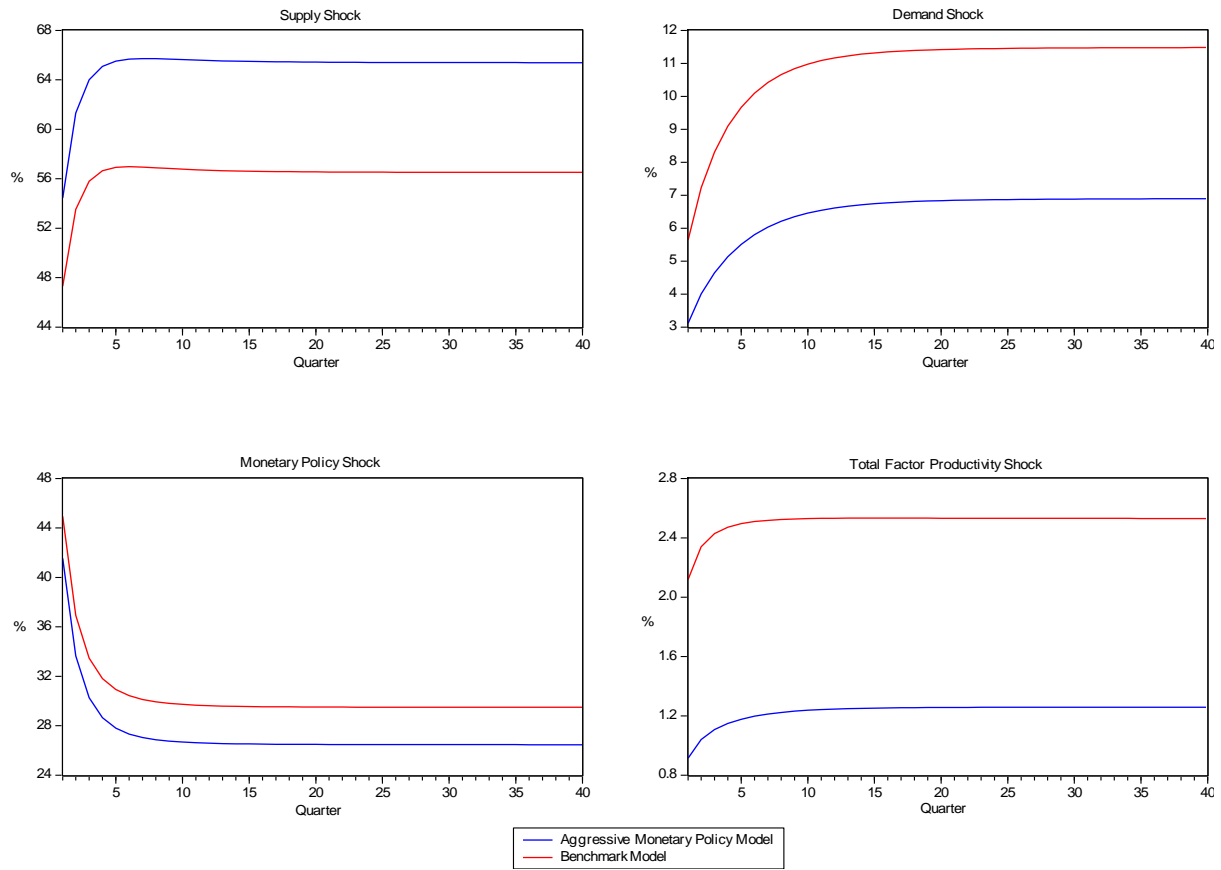 Supply Shock
68
64
60
56
52
48
44
%
5 10 15 20 25 30 35 40
Quarter
Demand Shock
12
11
10
9
8
7
6
5
4
3
%
5 10 15 20 25 30 35 40
Quarter
Monetary Policy Shock
48
44
40
36
32
28
24
%
5 10 15 20 25 30 35 40
Quarter
Total Factor Productivity Shock
2.8
2.4
2.0
1.6
1.2
0.8
%
5 10 15 20 25 30 35 40
Quarter
Aggressive Monetary Policy Model
Benchmark Model